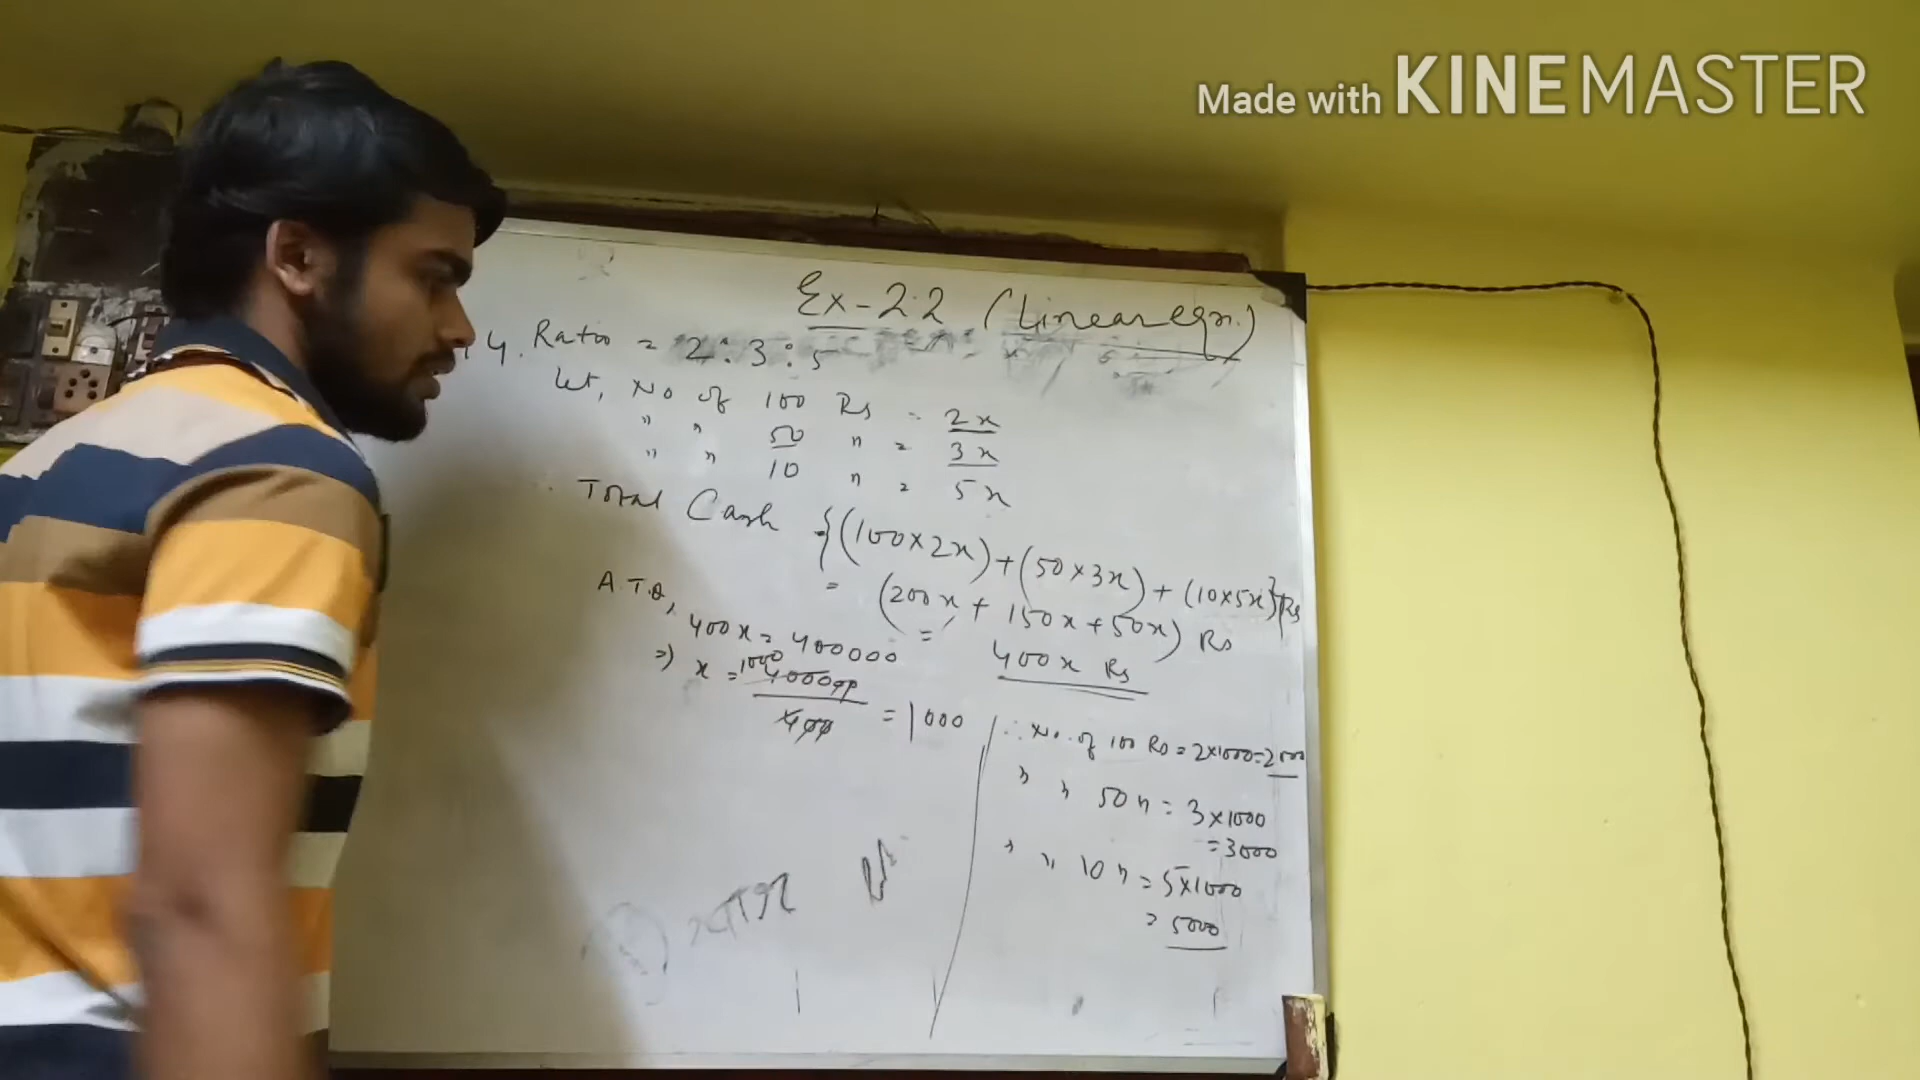 Made with KINEMASTER
Ex-2.2 (Linear eqn.)
14. Ratio = 2:3:5
Let, No of 100 Rs = 2x
" " 50 " = 3x
" " 10 " = 5x
Total Cash = {(100×2x)+(50×3x)+(10×5x)} Rs
= (200x + 150x + 50x) Rs
= 400x Rs
A.T.Q,
400x = 400000
=) x = 400000 / 400 = 1000
1000
∴ No. of 100 Rs = 2×1000 = 2000
" " 50 " = 3×1000
= 3000
" " 10 " = 5×1000
= 5000